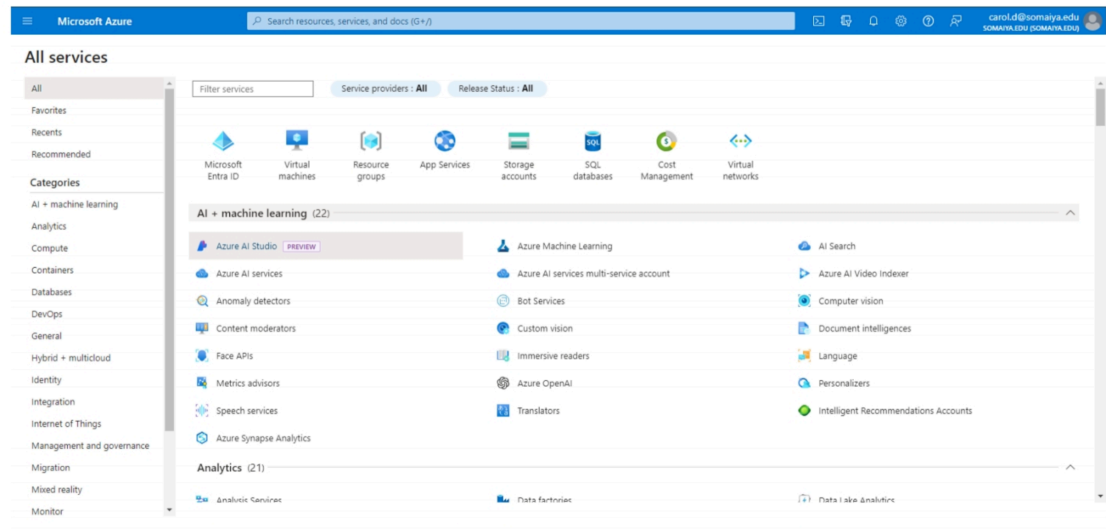 Microsoft Azure
Search resources, services, and docs (G+/)
carol.d@somaiya.edu
SOMAIYA.EDU (SOMAIYA.EDU)
All services
All
Favorites
Recents
Recommended
Categories
AI + machine learning
Analytics
Compute
Containers
Databases
DevOps
General
Hybrid + multicloud
Identity
Integration
Internet of Things
Management and governance
Migration
Mixed reality
Monitor
Filter services
Service providers : All
Release Status : All
Microsoft Entra ID
Virtual machines
Resource groups
App Services
Storage accounts
SQL databases
Cost Management
Virtual networks
AI + machine learning (22)
Azure AI Studio PREVIEW
Azure Machine Learning
AI Search
Azure AI services
Azure AI services multi-service account
Azure AI Video Indexer
Anomaly detectors
Bot Services
Computer vision
Content moderators
Custom vision
Document intelligences
Face APIs
Immersive readers
Language
Metrics advisors
Azure OpenAI
Personalizers
Speech services
Translators
Intelligent Recommendations Accounts
Azure Synapse Analytics
Analytics (21)
Analysis Services
Data factories
Data Lake Analytics